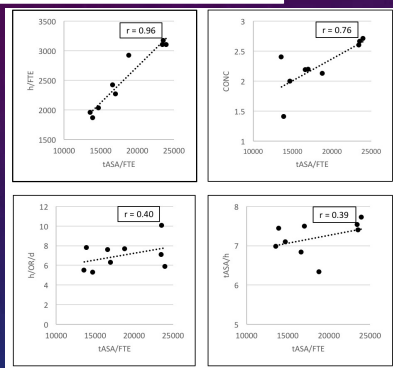 3500
3000
2500
2000
1500
10000 15000 20000 25000
h/FTE
tASA/FTE
r = 0.96
3
2.5
2
1.5
1
10000 15000 20000 25000
CONC
tASA/FTE
r = 0.76
12
10
8
6
4
2
0
10000 15000 20000 25000
h/OR/d
tASA/FTE
r = 0.40
8
7
6
5
10000 15000 20000 25000
tASA/h
tASA/FTE
r = 0.39